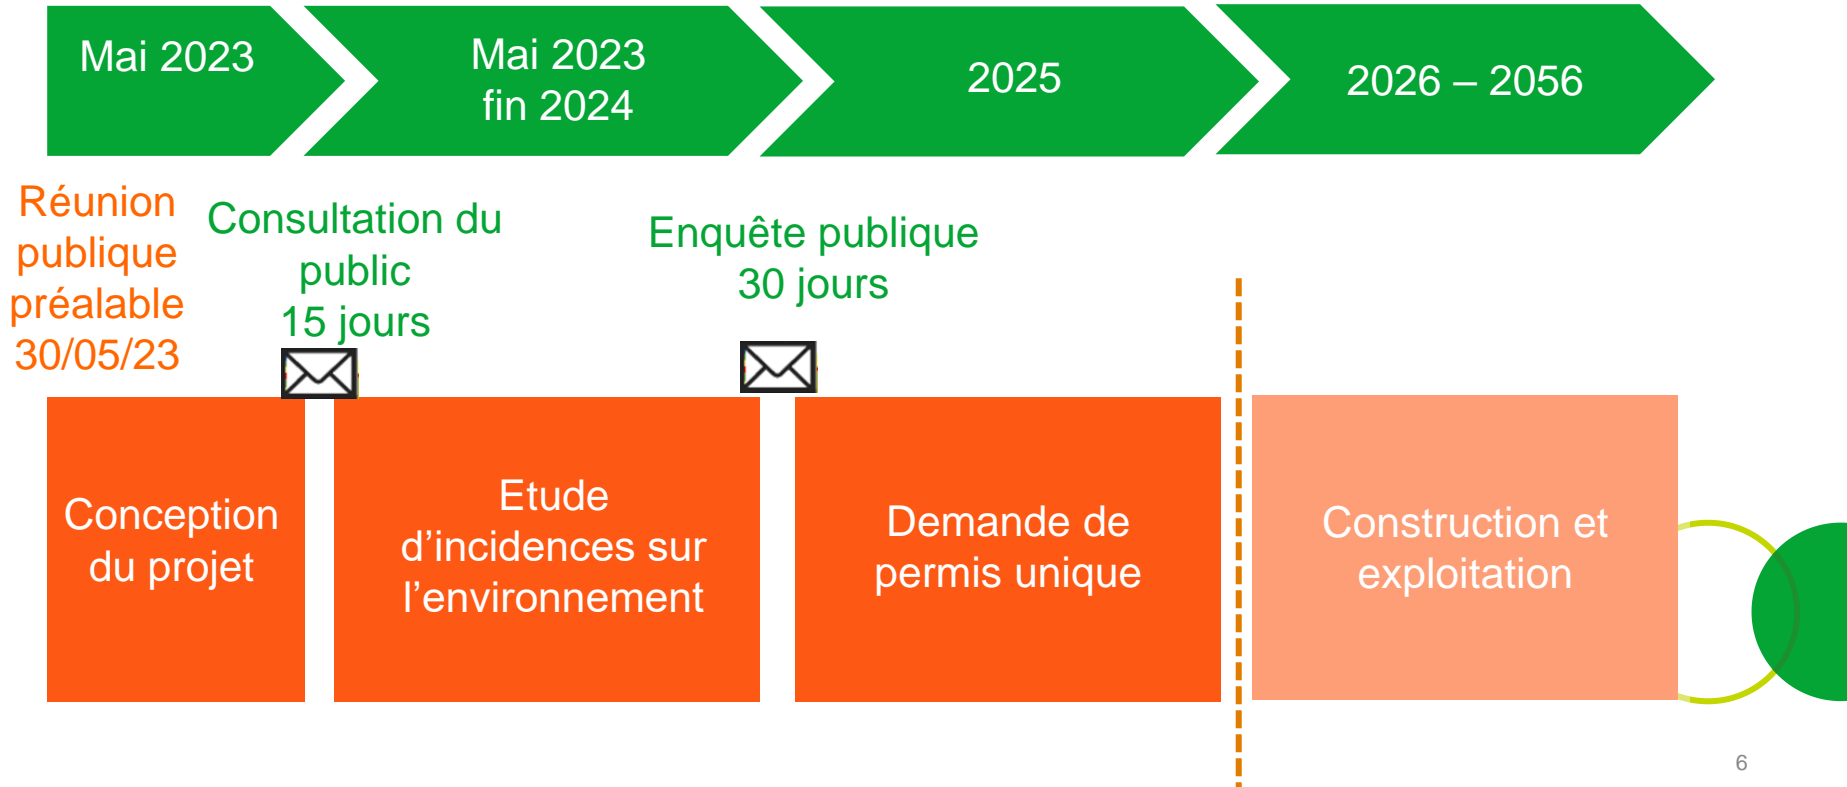 Mai 2023
Mai 2023
fin 2024
2025
2026 – 2056
Réunion
publique
préalable
30/05/23
Consultation du
public
15 jours
Enquête publique
30 jours
Conception
du projet
Etude
d’incidences sur
l’environnement
Demande de
permis unique
Construction et
exploitation
6